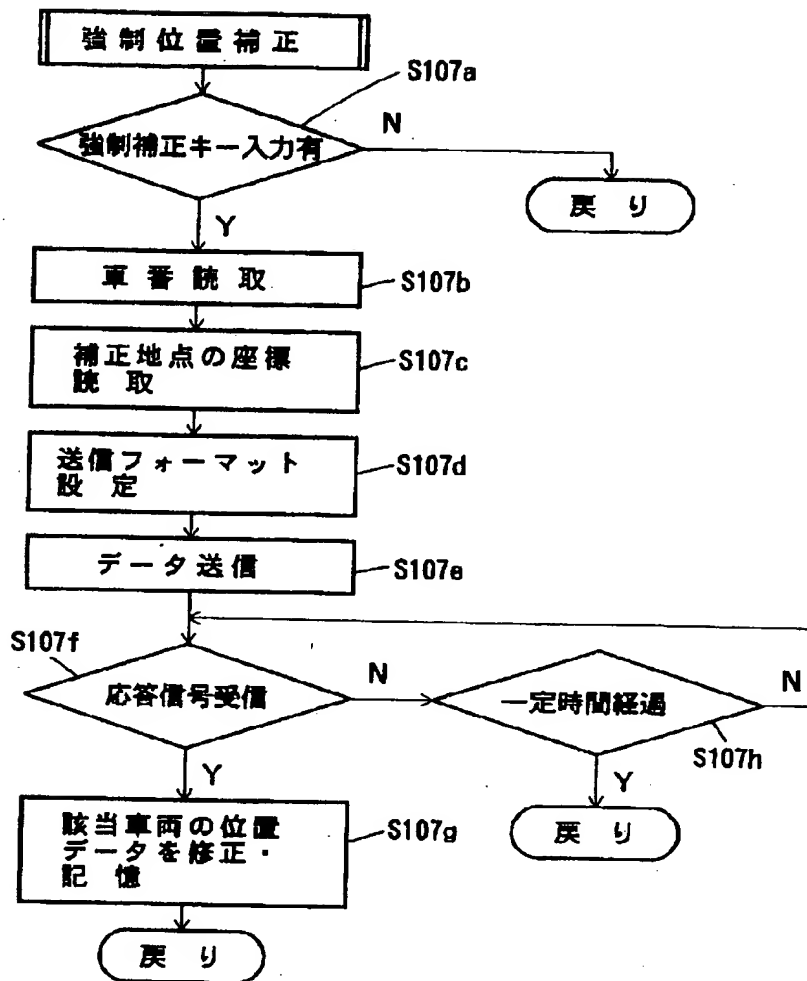 強制位置補正
S107a
強制補正キー入力有
N
戻り
Y
車番読取
S107b
補正地点の座標
読取
S107c
送信フォーマット
設定
S107d
データ送信
S107e
S107f
応答信号受信
N
一定時間経過
N
S107h
Y
Y
該当車両の位置
データを修正・
記憶
S107g
戻り
戻り